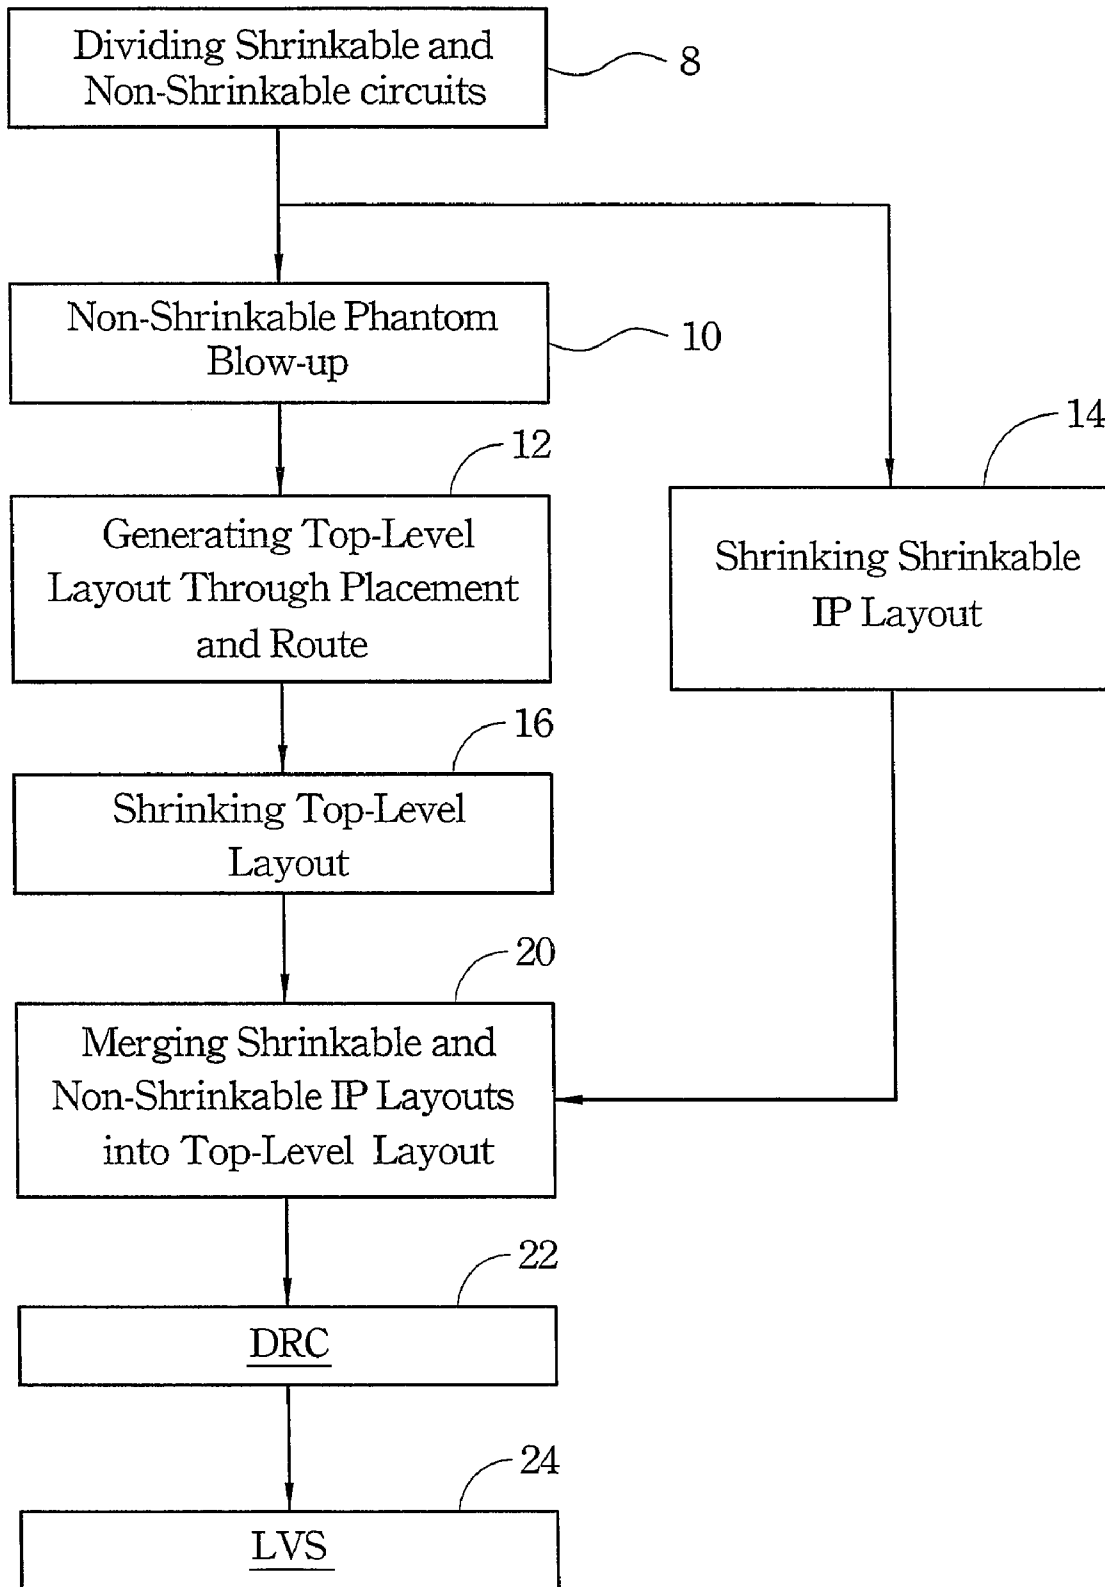 Dividing Shrinkable and
Non-Shrinkable circuits
8
Non-Shrinkable Phantom
Blow-up
10
12
Generating Top-Level
Layout Through Placement
and Route
14
Shrinking Shrinkable
IP Layout
16
Shrinking Top-Level
Layout
20
Merging Shrinkable and
Non-Shrinkable IP Layouts
into Top-Level Layout
22
DRC
24
LVS